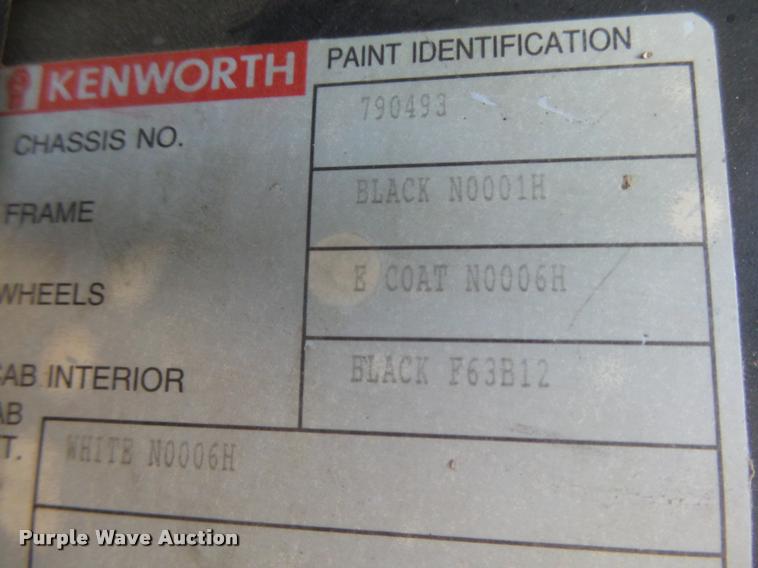 KENWORTH PAINT IDENTIFICATION
CHASSIS NO. 790493
FRAME BLACK N0001H
WHEELS E COAT N0006H
CAB INTERIOR BLACK F63B12
WHITE N0006H
Purple Wave Auction